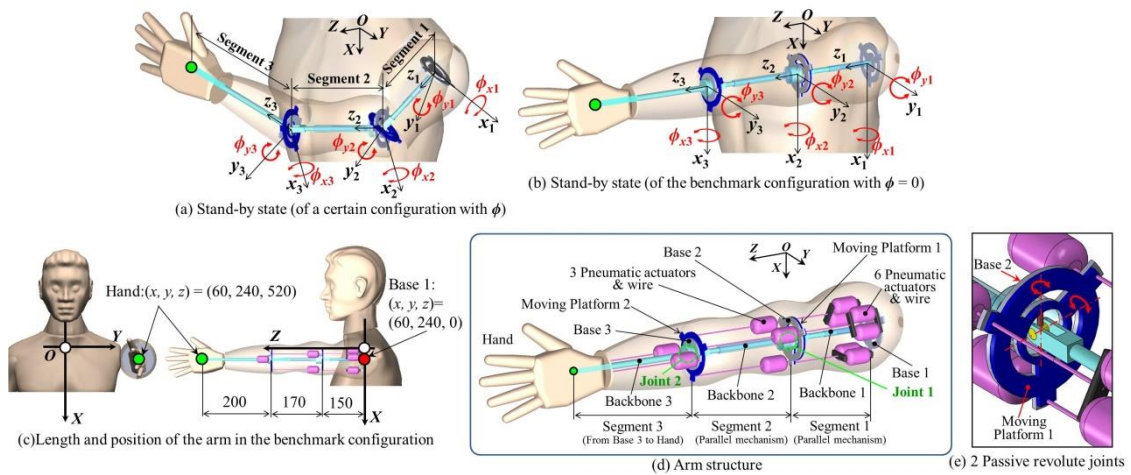 Z O Y
X
Segment 1
Segment 2
Segment 3
z1
z2
z3
ϕx1
ϕy1
ϕy2
ϕy3
y1
x1
y2
y3
x3
ϕx3
x2
ϕx2
(a) Stand-by state (of a certain configuration with ϕ)
Z O Y
X
z1
z2
z3
ϕy1
ϕy2
ϕy3
y1
y2
y3
ϕx3
ϕx2
ϕx1
x3
x2
x1
(b) Stand-by state (of the benchmark configuration with ϕ = 0)
Hand:(x, y, z) = (60, 240, 520)
Base 1:
(x, y, z)=
(60, 240, 0)
O
Y
Z
X
X
200
170
150
(c)Length and position of the arm in the benchmark configuration
Base 2
Z O Y
X
Moving Platform 1
3 Pneumatic actuators
& wire
6 Pneumatic
actuators
& wire
Moving Platform 2
Base 3
Hand
Base 1
Joint 2
Joint 1
Backbone 3
Backbone 2
Backbone 1
Segment 3
(From Base 3 to Hand)
Segment 2
(Parallel mechanism)
Segment 1
(Parallel mechanism)
(d) Arm structure
Base 2
Moving
Platform 1
(e) 2 Passive revolute joints